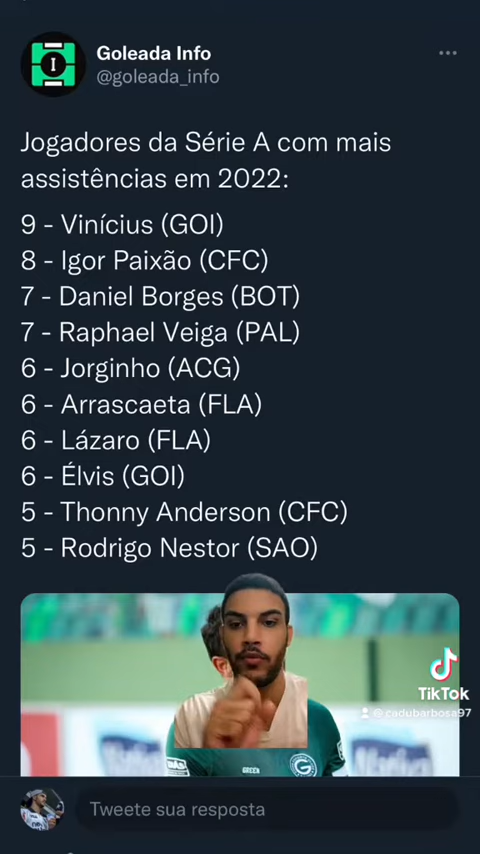 Goleada Info
@goleada_info
Jogadores da Série A com mais
assistências em 2022:
9 - Vinícius (GOI)
8 - Igor Paixão (CFC)
7 - Daniel Borges (BOT)
7 - Raphael Veiga (PAL)
6 - Jorginho (ACG)
6 - Arrascaeta (FLA)
6 - Lázaro (FLA)
6 - Élvis (GOI)
5 - Thonny Anderson (CFC)
5 - Rodrigo Nestor (SAO)
TikTok
@cadubarbosa97
GREEN
Tweete sua resposta